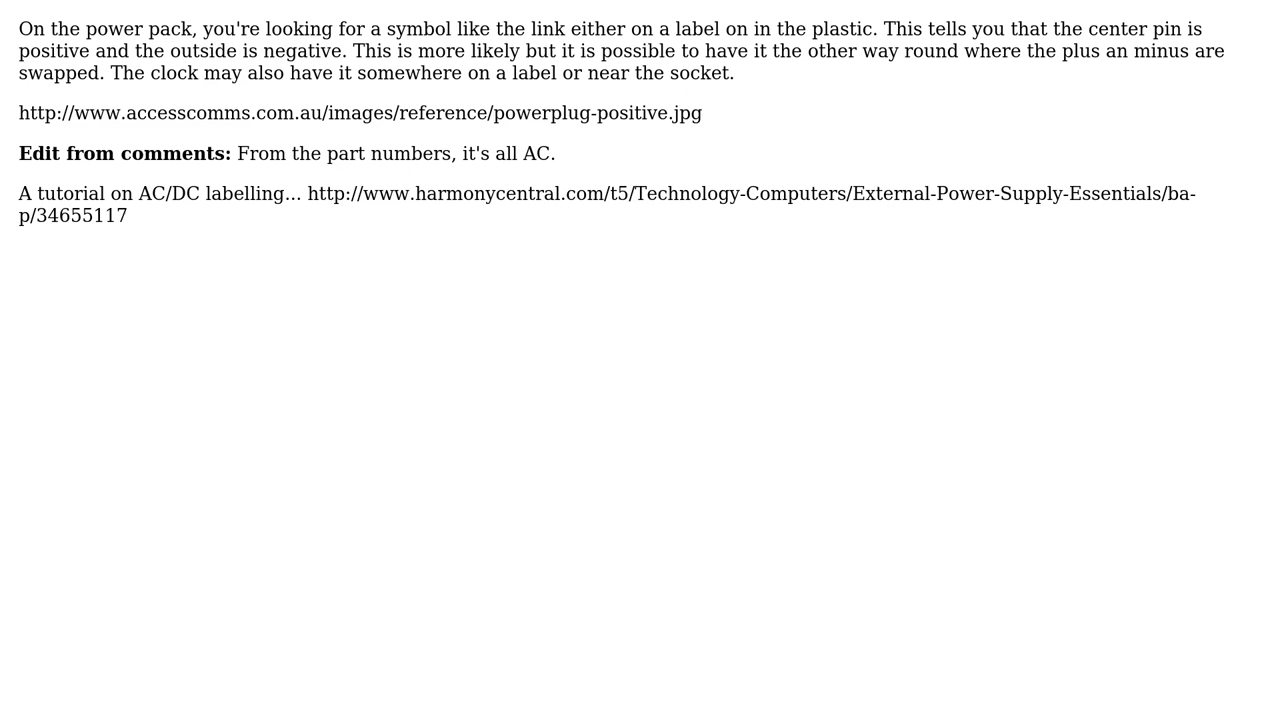 On the power pack, you're looking for a symbol like the link either on a label on in the plastic. This tells you that the center pin is
positive and the outside is negative. This is more likely but it is possible to have it the other way round where the plus an minus are
swapped. The clock may also have it somewhere on a label or near the socket.
http://www.accesscomms.com.au/images/reference/powerplug-positive.jpg
Edit from comments: From the part numbers, it's all AC.
A tutorial on AC/DC labelling... http://www.harmonycentral.com/t5/Technology-Computers/External-Power-Supply-Essentials/ba-
p/34655117